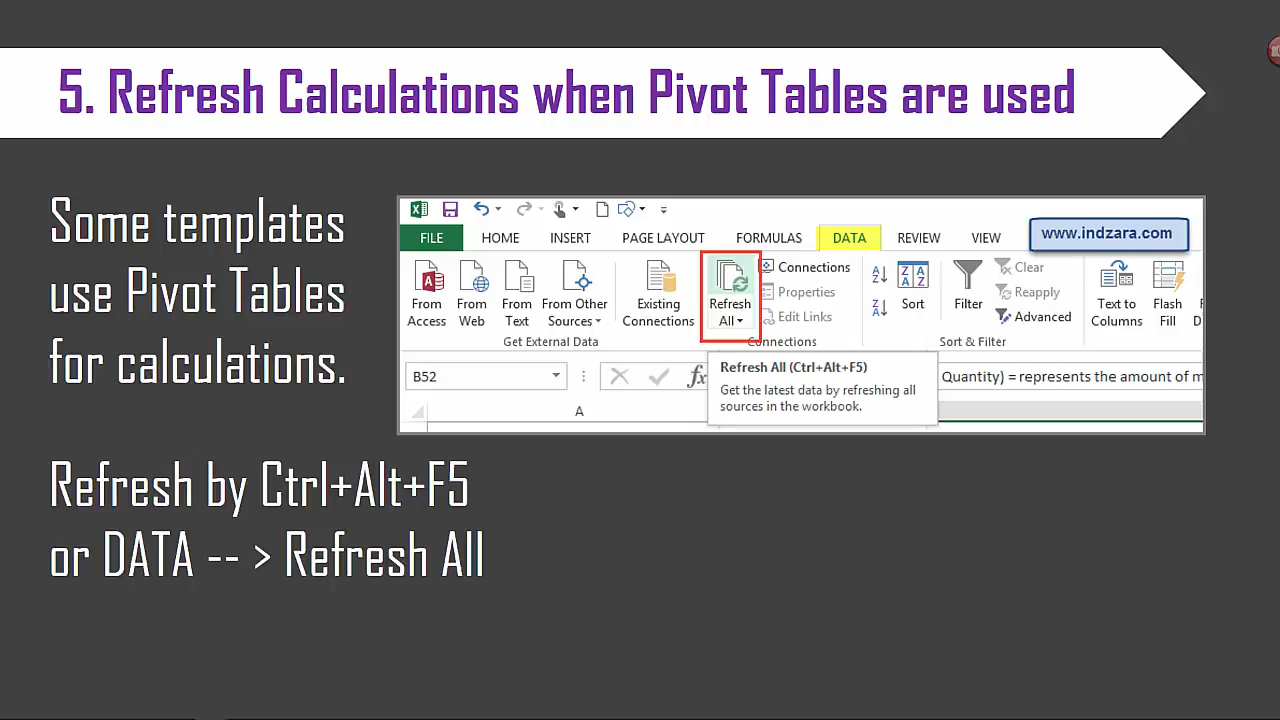 5. Refresh Calculations when Pivot Tables are used
Some templates
use Pivot Tables
for calculations.
Refresh by Ctrl+Alt+F5
or DATA -- > Refresh All
www.indzara.com
FILE HOME INSERT PAGE LAYOUT FORMULAS DATA REVIEW VIEW
From Access
From Web
From Text
From Other Sources
Get External Data
Existing Connections
Refresh All
Connections
Properties
Edit Links
Connections
Sort
Filter
Clear
Reapply
Advanced
Sort & Filter
Text to Columns
Flash Fill
B52
fx
Quantity) = represents the amount of m
A
Refresh All (Ctrl+Alt+F5)
Get the latest data by refreshing all
sources in the workbook.